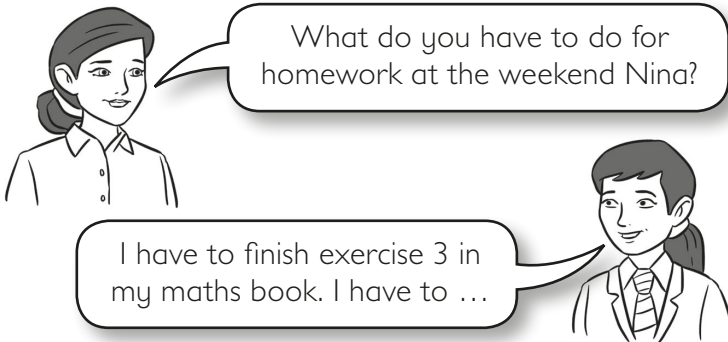 What do you have to do for
homework at the weekend Nina?
I have to finish exercise 3 in
my maths book. I have to …